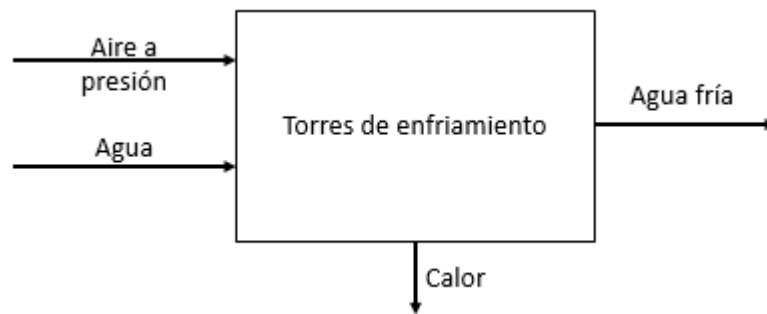 Aire a
presión
Agua
Torres de enfriamiento
Agua fría
Calor